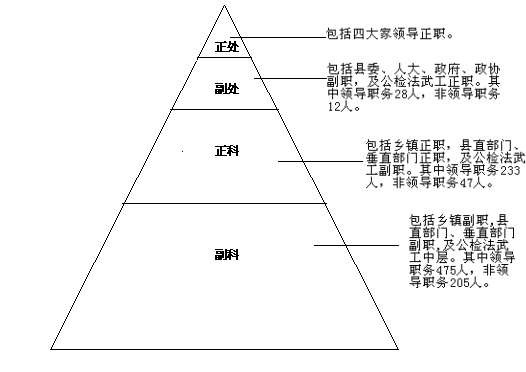 正处
包括四大家领导正职。
副处
包括县委、人大、政府、政协
副职，及公检法武工正职。其
中领导职务28人，非领导职务
12人。
正科
包括乡镇正职，县直部门、
垂直部门正职，及公检法武
工副职。其中领导职务233
人，非领导职务47人。
副科
包括乡镇副职,县
直部门、垂直部门
副职,及公检法武
工中层。其中领导
职务475人，非领
导职务205人。